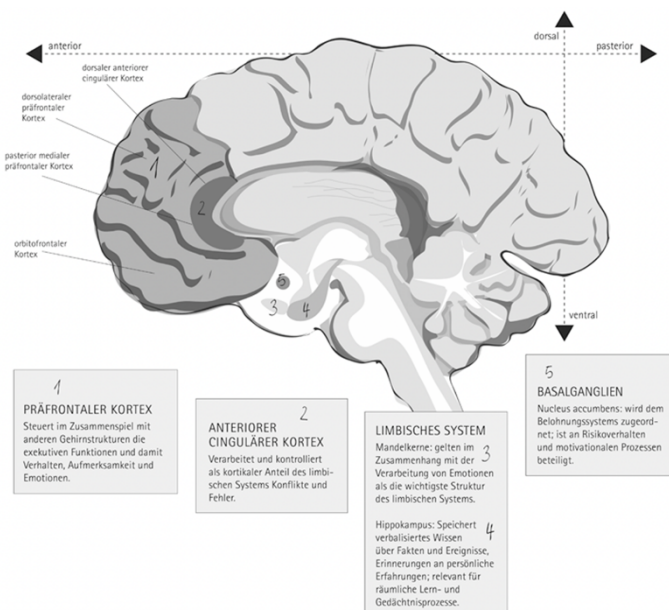 anterior
dorsal
pasterior
dorsaler anteriorer
cingulärer Kortex
dorsolateraler
präfrontaler
Kortex
pasterior medialer
präfrontaler Kortex
orbitofrontaler
Kortex
1
2
5
3
4
ventral
1
PRÄFRONTALER KORTEX
Steuert im Zusammenspiel mit
anderen Gehirnstrukturen die
exekutiven Funktionen und damit
Verhalten, Aufmerksamkeit und
Emotionen.
2
ANTERIORER
CINGULÄRER KORTEX
Verarbeitet und kontrolliert
als kortikaler Anteil des limbi-
schen Systems Konflikte und
Fehler.
LIMBISCHES SYSTEM
3
Mandelkerne: gelten im
Zusammenhang mit der
Verarbeitung von Emotionen
als die wichtigste Struktur
des limbischen Systems.
4
Hippokampus: Speichert
verbalisiertes Wissen
über Fakten und Ereignisse,
Erinnerungen an persönliche
Erfahrungen; relevant für
räumliche Lern- und
Gedächtnisprozesse.
5
BASALGANGLIEN
Nucleus accumbens: wird dem
Belohnungssystems zugeord-
net; ist an Risikoverhalten
und motivationalen Prozessen
beteiligt.